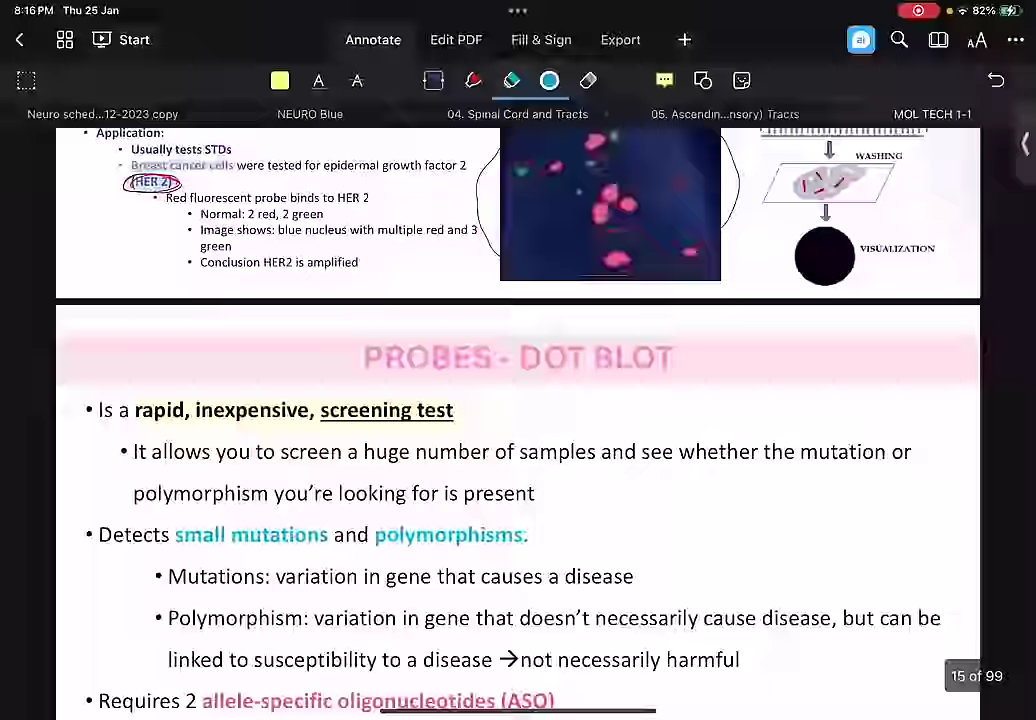 8:16 PM Thu 25 Jan
82%
Start
Annotate
Edit PDF
Fill & Sign
Export
ai
AA
A
A
Neuro sched...12-2023 copy
NEURO Blue
04. Spinal Cord and Tracts
05. Ascendin...nsory) Tracts
MOL TECH 1-1
• Application:
• Usually tests STDs
• Breast cancer cells were tested for epidermal growth factor 2
(HER 2)
• Red fluorescent probe binds to HER 2
• Normal: 2 red, 2 green
• Image shows: blue nucleus with multiple red and 3
green
• Conclusion HER2 is amplified
WASHING
VISUALIZATION
PROBES - DOT BLOT
• Is a rapid, inexpensive, screening test
• It allows you to screen a huge number of samples and see whether the mutation or
polymorphism you're looking for is present
• Detects small mutations and polymorphisms.
• Mutations: variation in gene that causes a disease
• Polymorphism: variation in gene that doesn't necessarily cause disease, but can be
linked to susceptibility to a disease →not necessarily harmful
15 of 99
• Requires 2 allele-specific oligonucleotides (ASO)